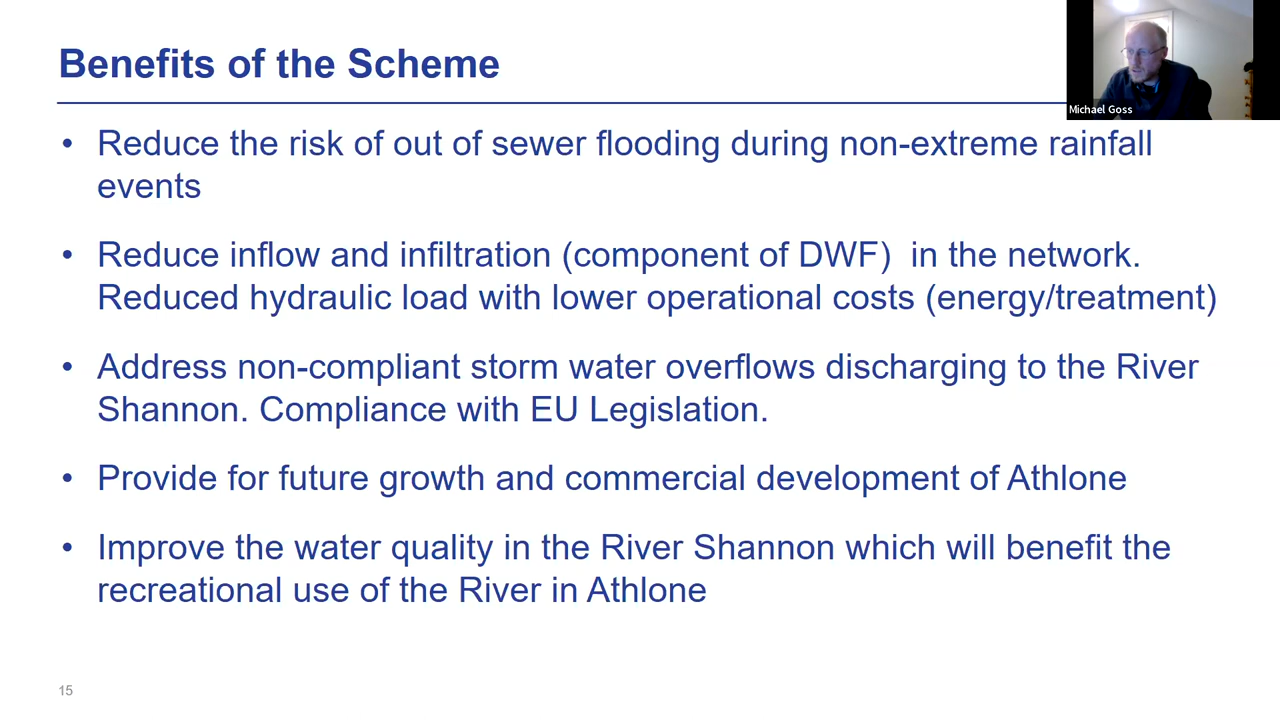 Benefits of the Scheme
Michael Goss
• Reduce the risk of out of sewer flooding during non-extreme rainfall
events
• Reduce inflow and infiltration (component of DWF)  in the network.
Reduced hydraulic load with lower operational costs (energy/treatment)
• Address non-compliant storm water overflows discharging to the River
Shannon. Compliance with EU Legislation.
• Provide for future growth and commercial development of Athlone
• Improve the water quality in the River Shannon which will benefit the
recreational use of the River in Athlone
15